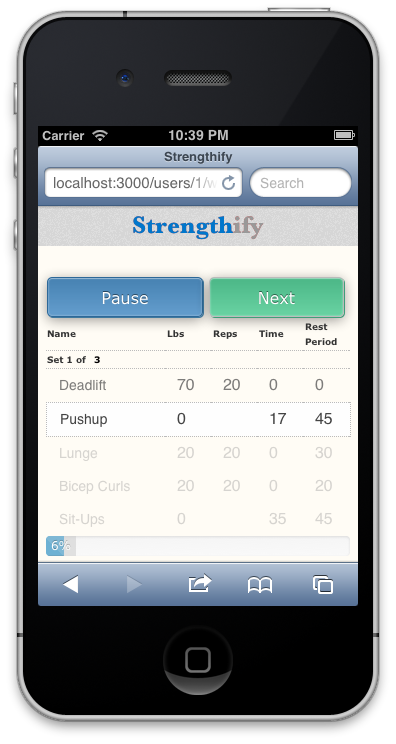 Carrier 10:39 PM
Strengthify
localhost:3000/users/1/w Search
Strengthify
Pause Next
Name Lbs Reps Time Rest Period
Set 1 of 3
Deadlift 70 20 0 0
Pushup 0 17 45
Lunge 20 20 0 30
Bicep Curls 20 20 0 20
Sit-Ups 0 35 45
6%